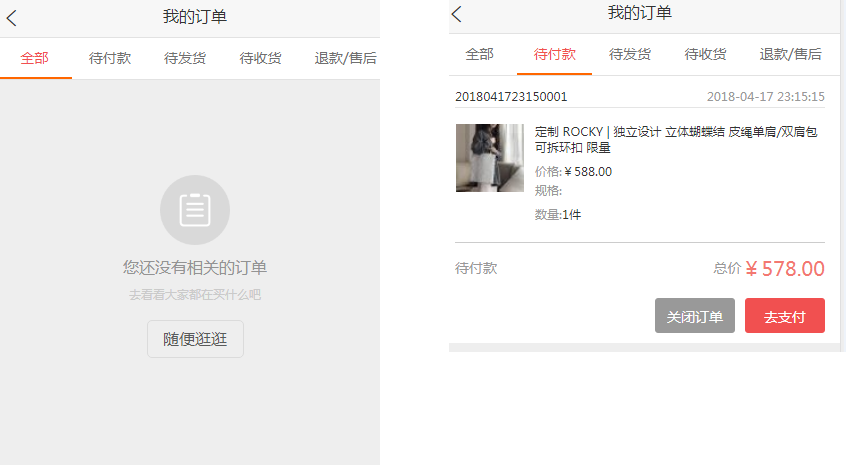 我的订单
全部 待付款 待发货 待收货 退款/售后
您还没有相关的订单
去看看大家都在买什么吧
随便逛逛
我的订单
全部 待付款 待发货 待收货 退款/售后
2018041723150001 2018-04-17 23:15:15
定制 ROCKY | 独立设计 立体蝴蝶结 皮绳单肩/双肩包
可拆环扣 限量
价格:￥588.00
规格:
数量:1件
待付款 总价 ￥578.00
关闭订单 去支付